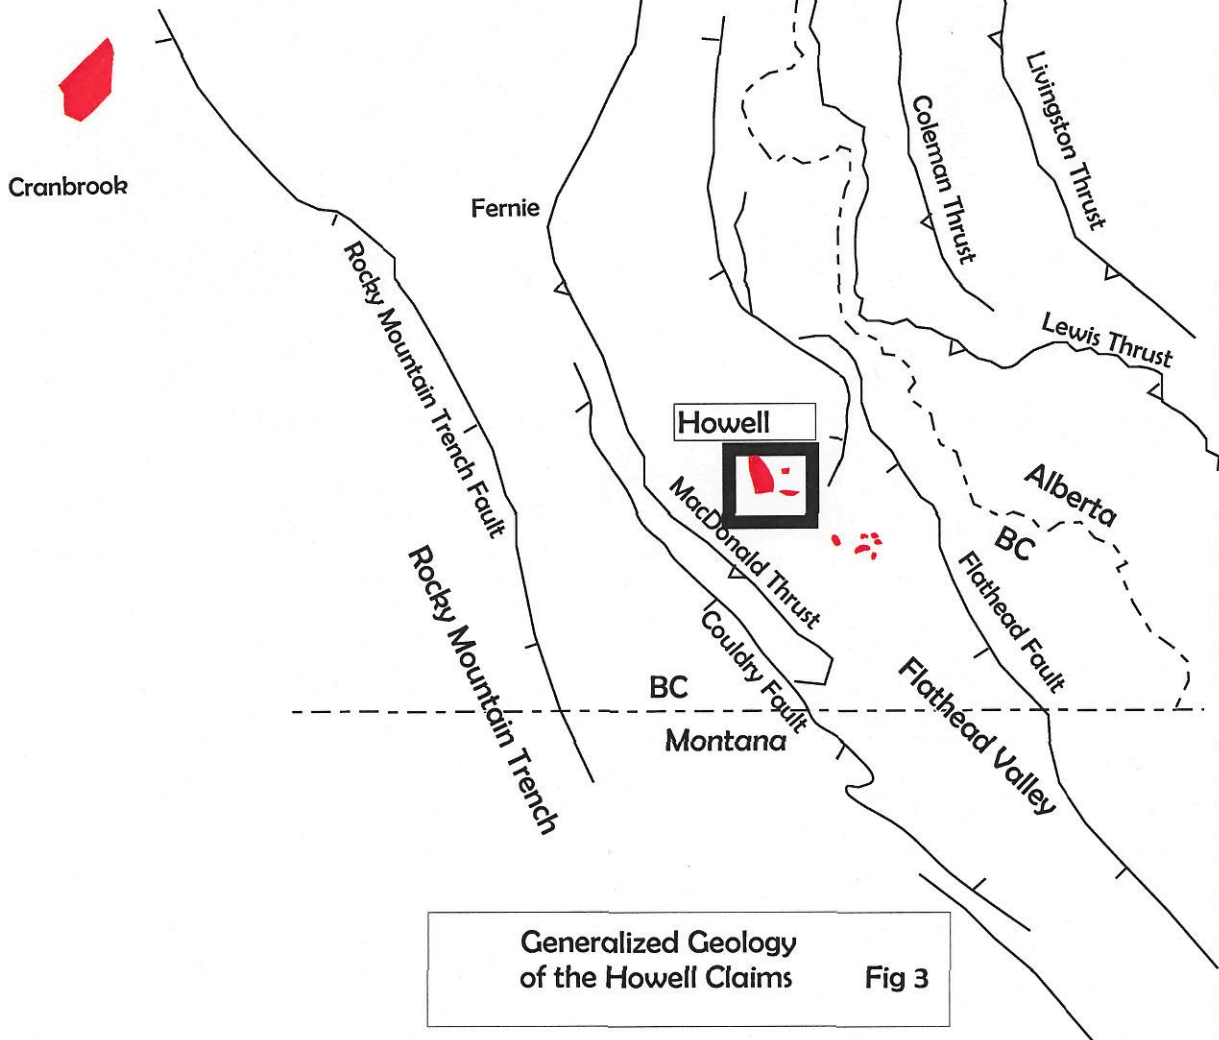 Livingston Thrust
Coleman Thrust
Cranbrook
Fernie
Rocky Mountain Trench Fault
Lewis Thrust
Howell
MacDonald Thrust
Alberta
BC
Flathead Fault
Rocky Mountain Trench
Couldry Fault
Flathead Valley
BC
Montana
Generalized Geology
of the Howell Claims
Fig 3